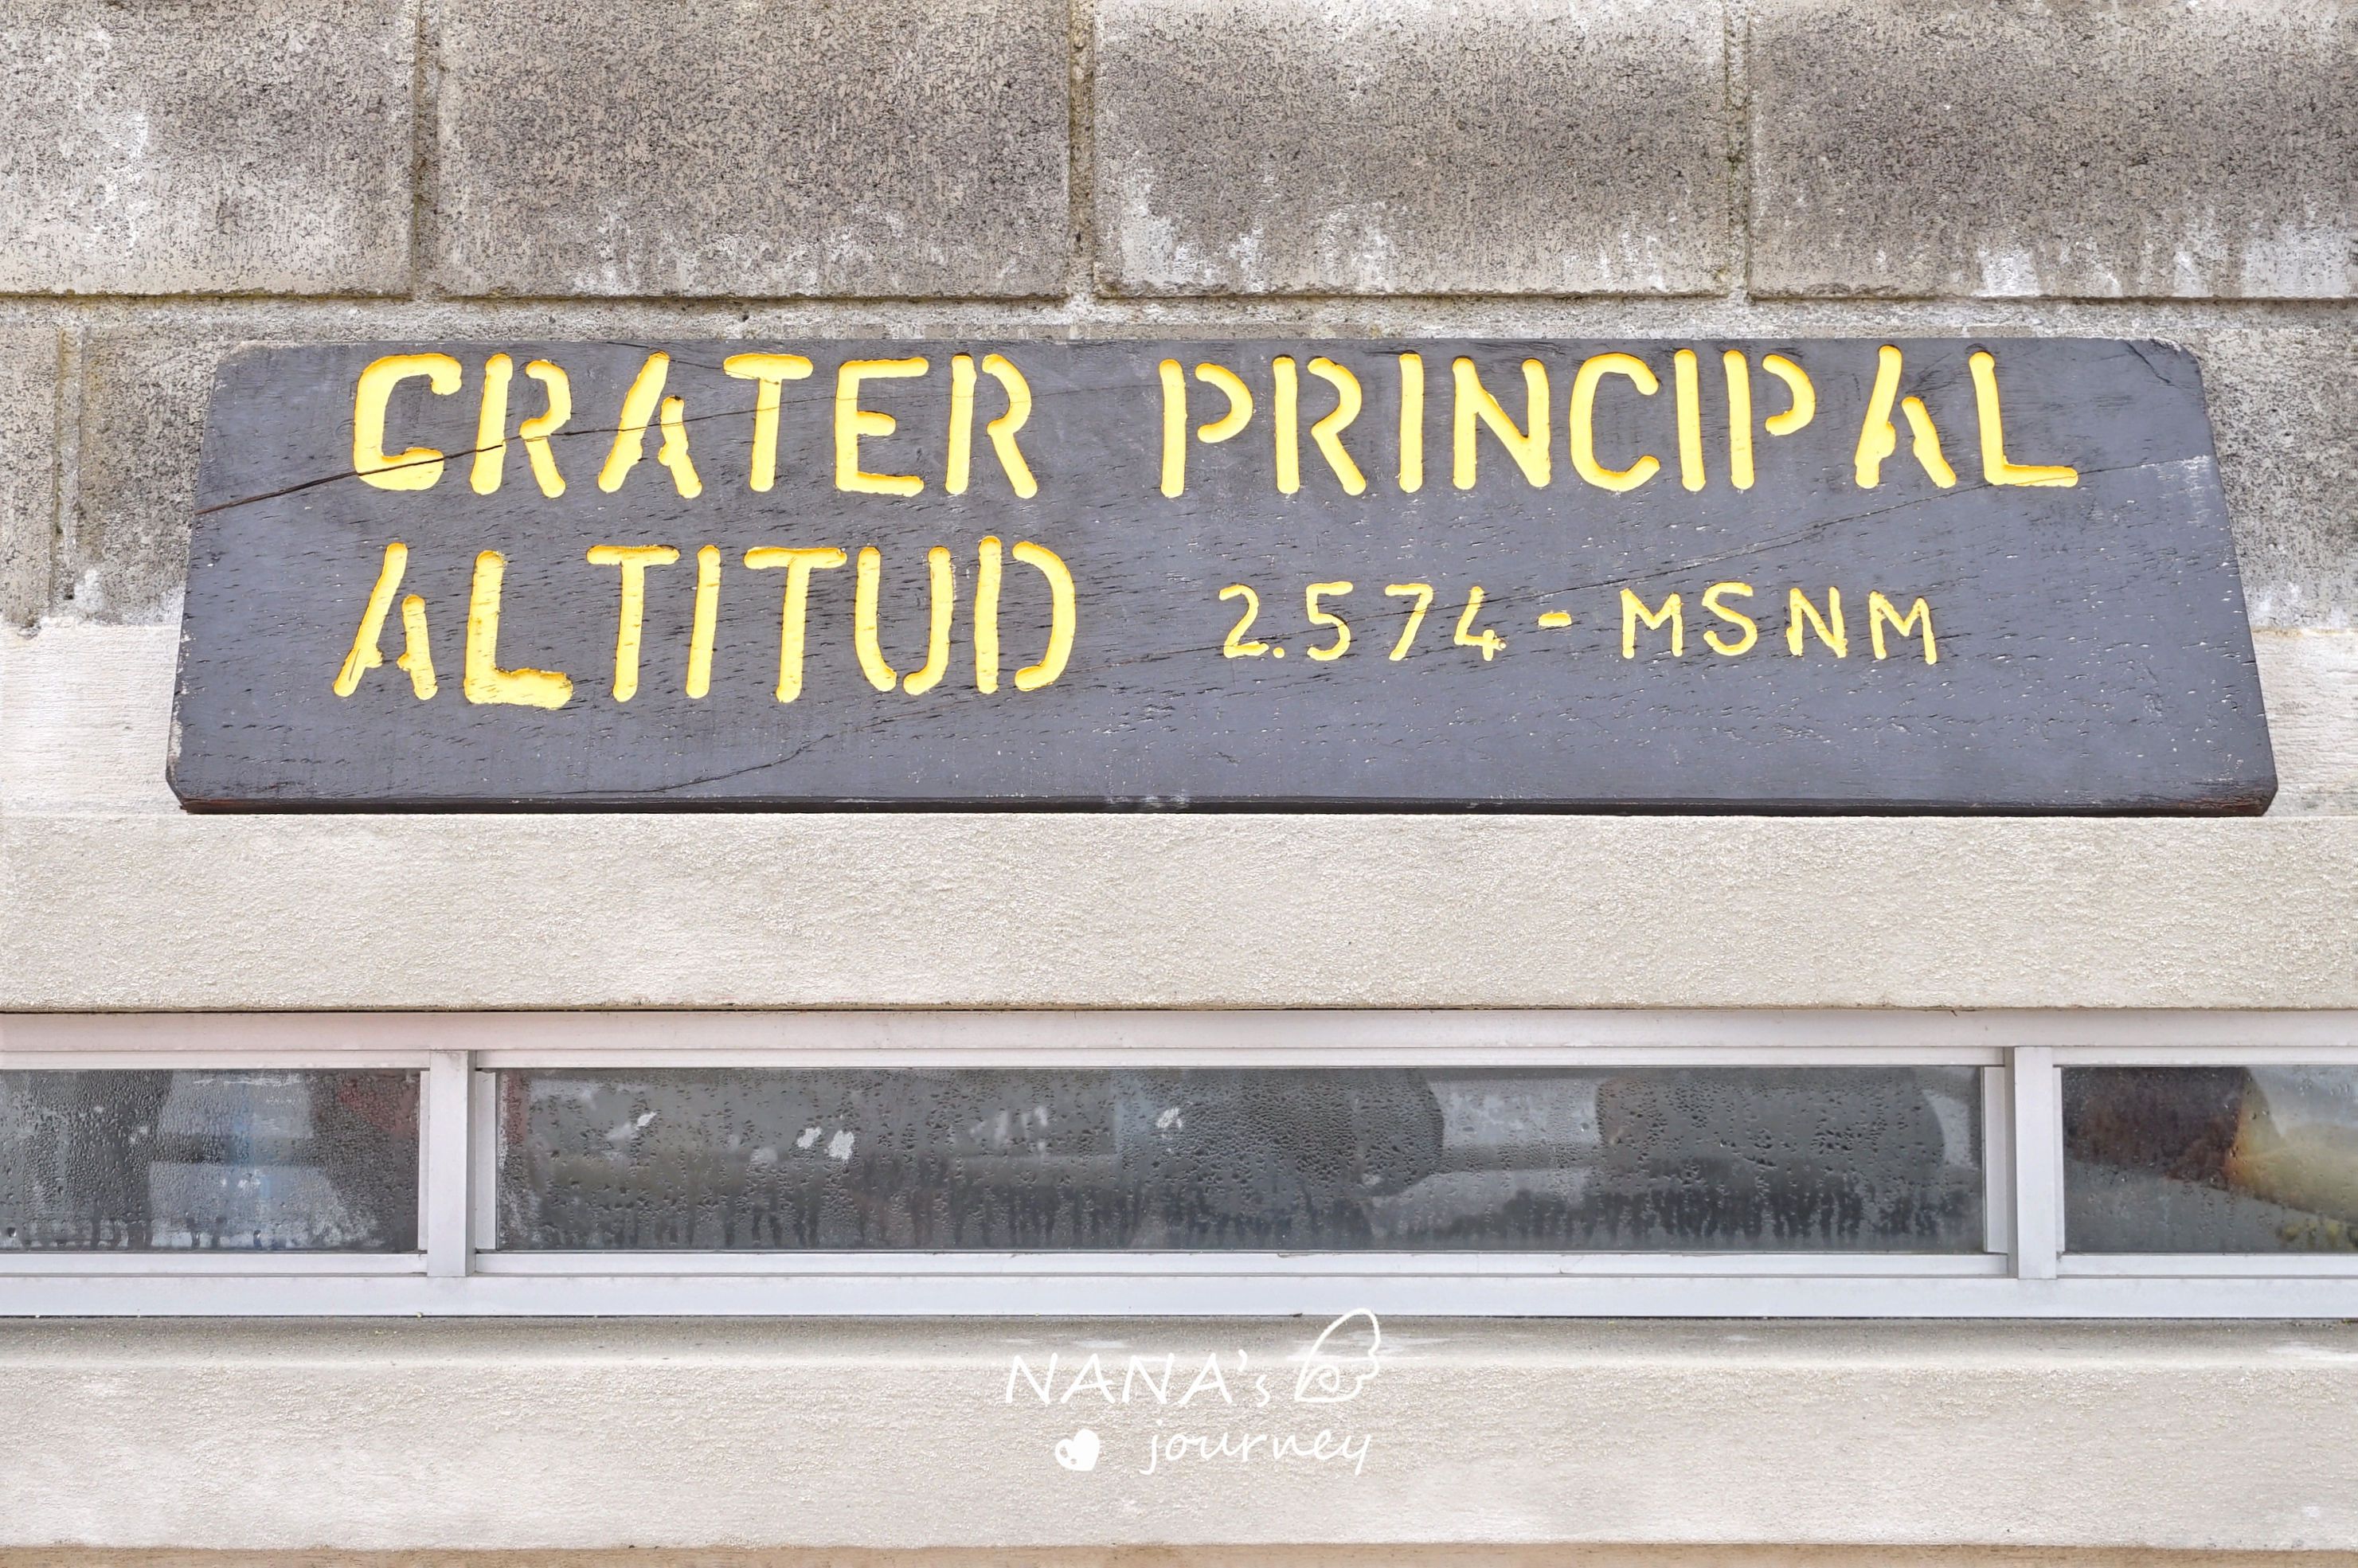 CRATER PRINCIPAL
ALTITUD 2.574-MSNM
NANA's
journey